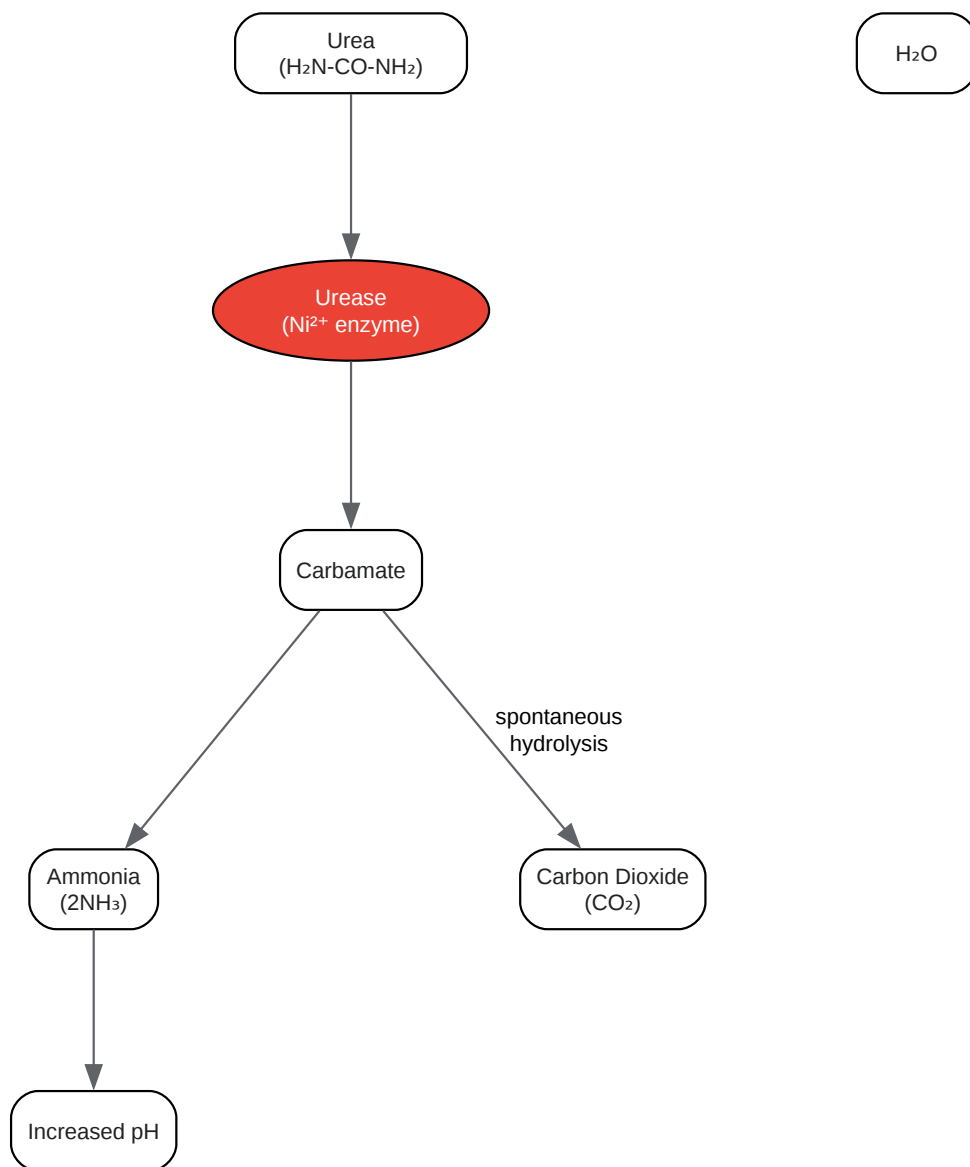 Urea
(H₂N-CO-NH₂)
H₂O
Urease
(Ni²⁺ enzyme)
Carbamate
spontaneous
hydrolysis
Ammonia
(2NH₃)
Carbon Dioxide
(CO₂)
Increased pH